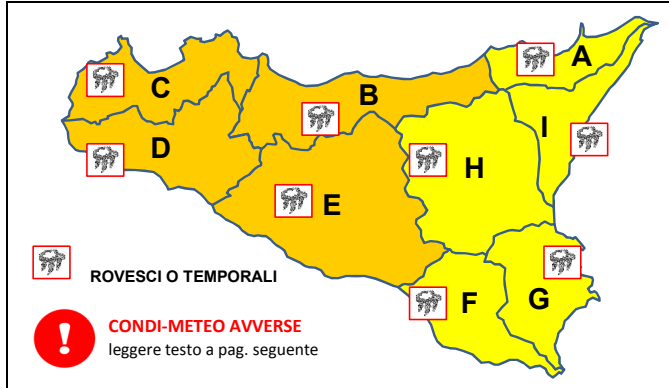 A
C
B
I
D
H
E
F
G
ROVESCI O TEMPORALI
!
CONDI-METEO AVVERSE
leggere testo a pag. seguente